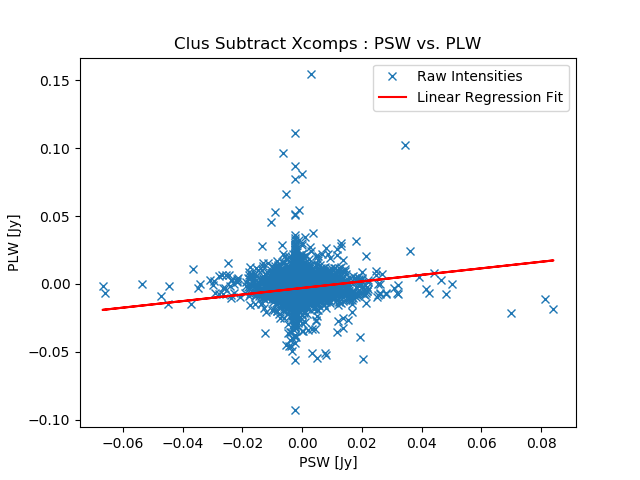 Clus Subtract Xcomps : PSW vs. PLW
Raw Intensities
Linear Regression Fit
PLW [Jy]
0.15
0.10
0.05
0.00
−0.05
−0.10
−0.06 −0.04 −0.02 0.00 0.02 0.04 0.06 0.08
PSW [Jy]